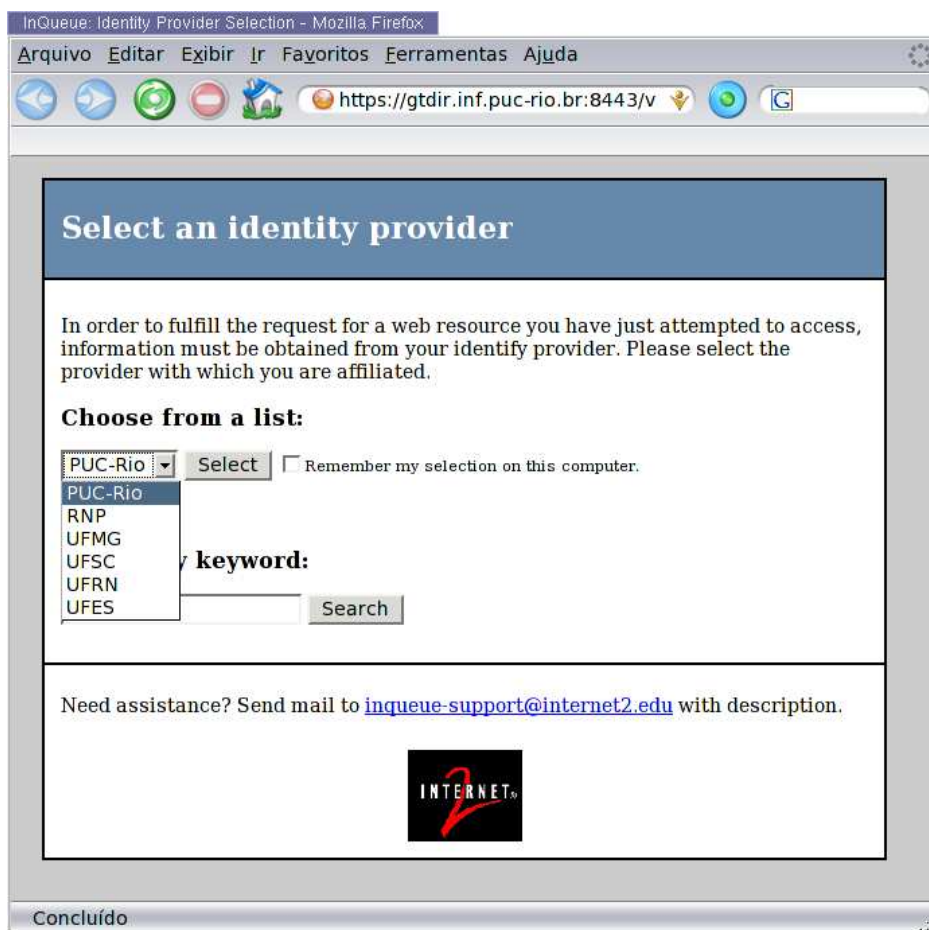 InQueue: Identity Provider Selection - Mozilla Firefox
Arquivo Editar Exibir Ir Favoritos Ferramentas Ajuda
https://gtdir.inf.puc-rio.br:8443/v G
Select an identity provider
In order to fulfill the request for a web resource you have just attempted to access,
information must be obtained from your identify provider. Please select the
provider with which you are affiliated.
Choose from a list:
PUC-Rio Select Remember my selection on this computer.
PUC-Rio
RNP
UFMG
UFSC
UFRN
UFES
keyword:
Search
Need assistance? Send mail to inqueue-support@internet2.edu with description.
INTERNET®
2
Concluído